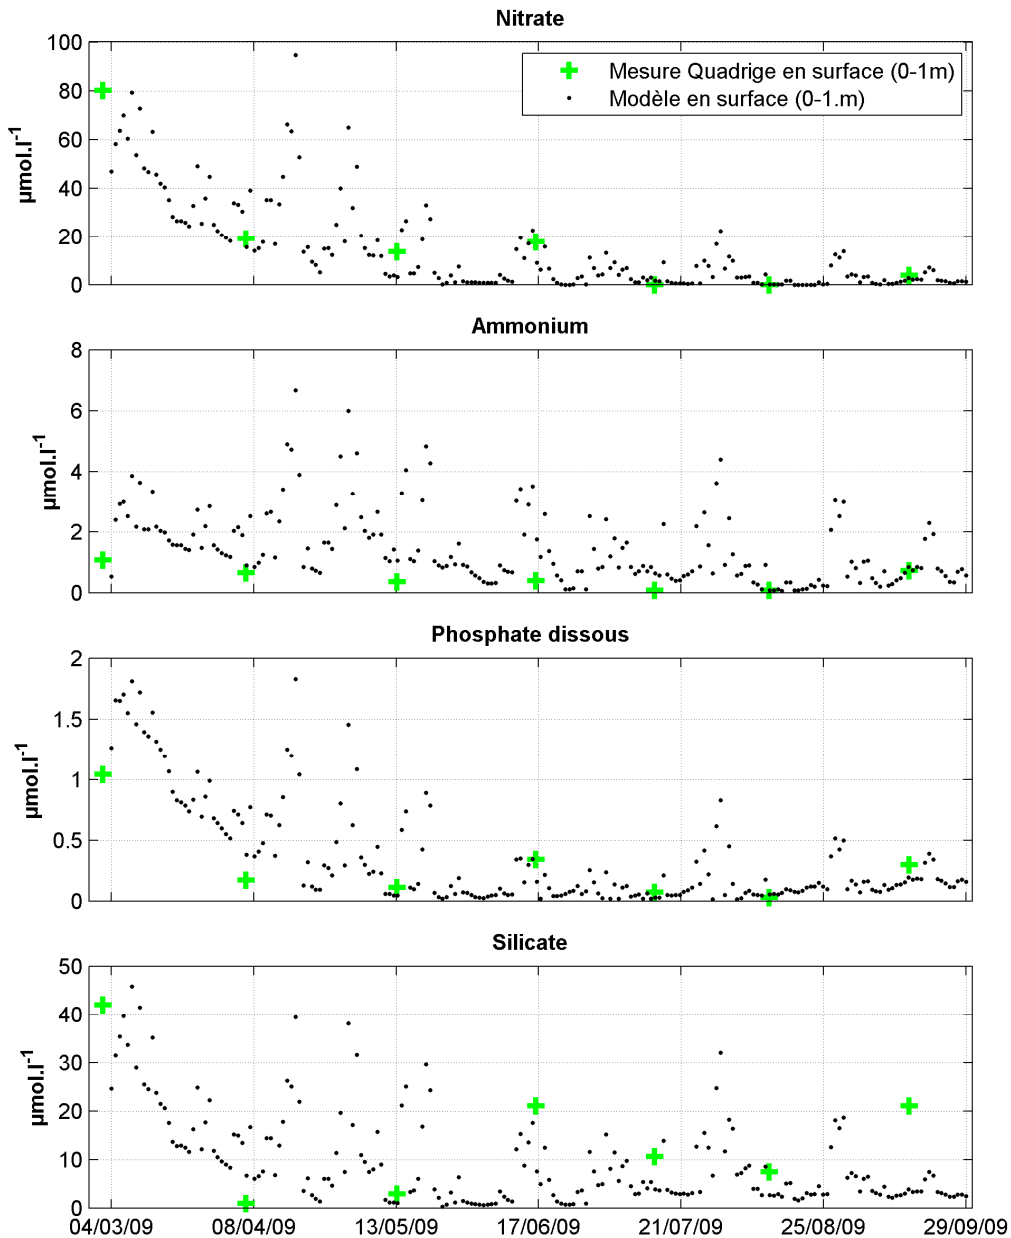 Nitrate
100
80
60
40
20
0
µmol.l-1
Mesure Quadrige en surface (0-1m)
Modèle en surface (0-1.m)
Ammonium
8
6
4
2
0
µmol.l-1
Phosphate dissous
2
1.5
1
0.5
0
µmol.l-1
Silicate
50
40
30
20
10
0
µmol.l-1
04/03/09 08/04/09 13/05/09 17/06/09 21/07/09 25/08/09 29/09/09